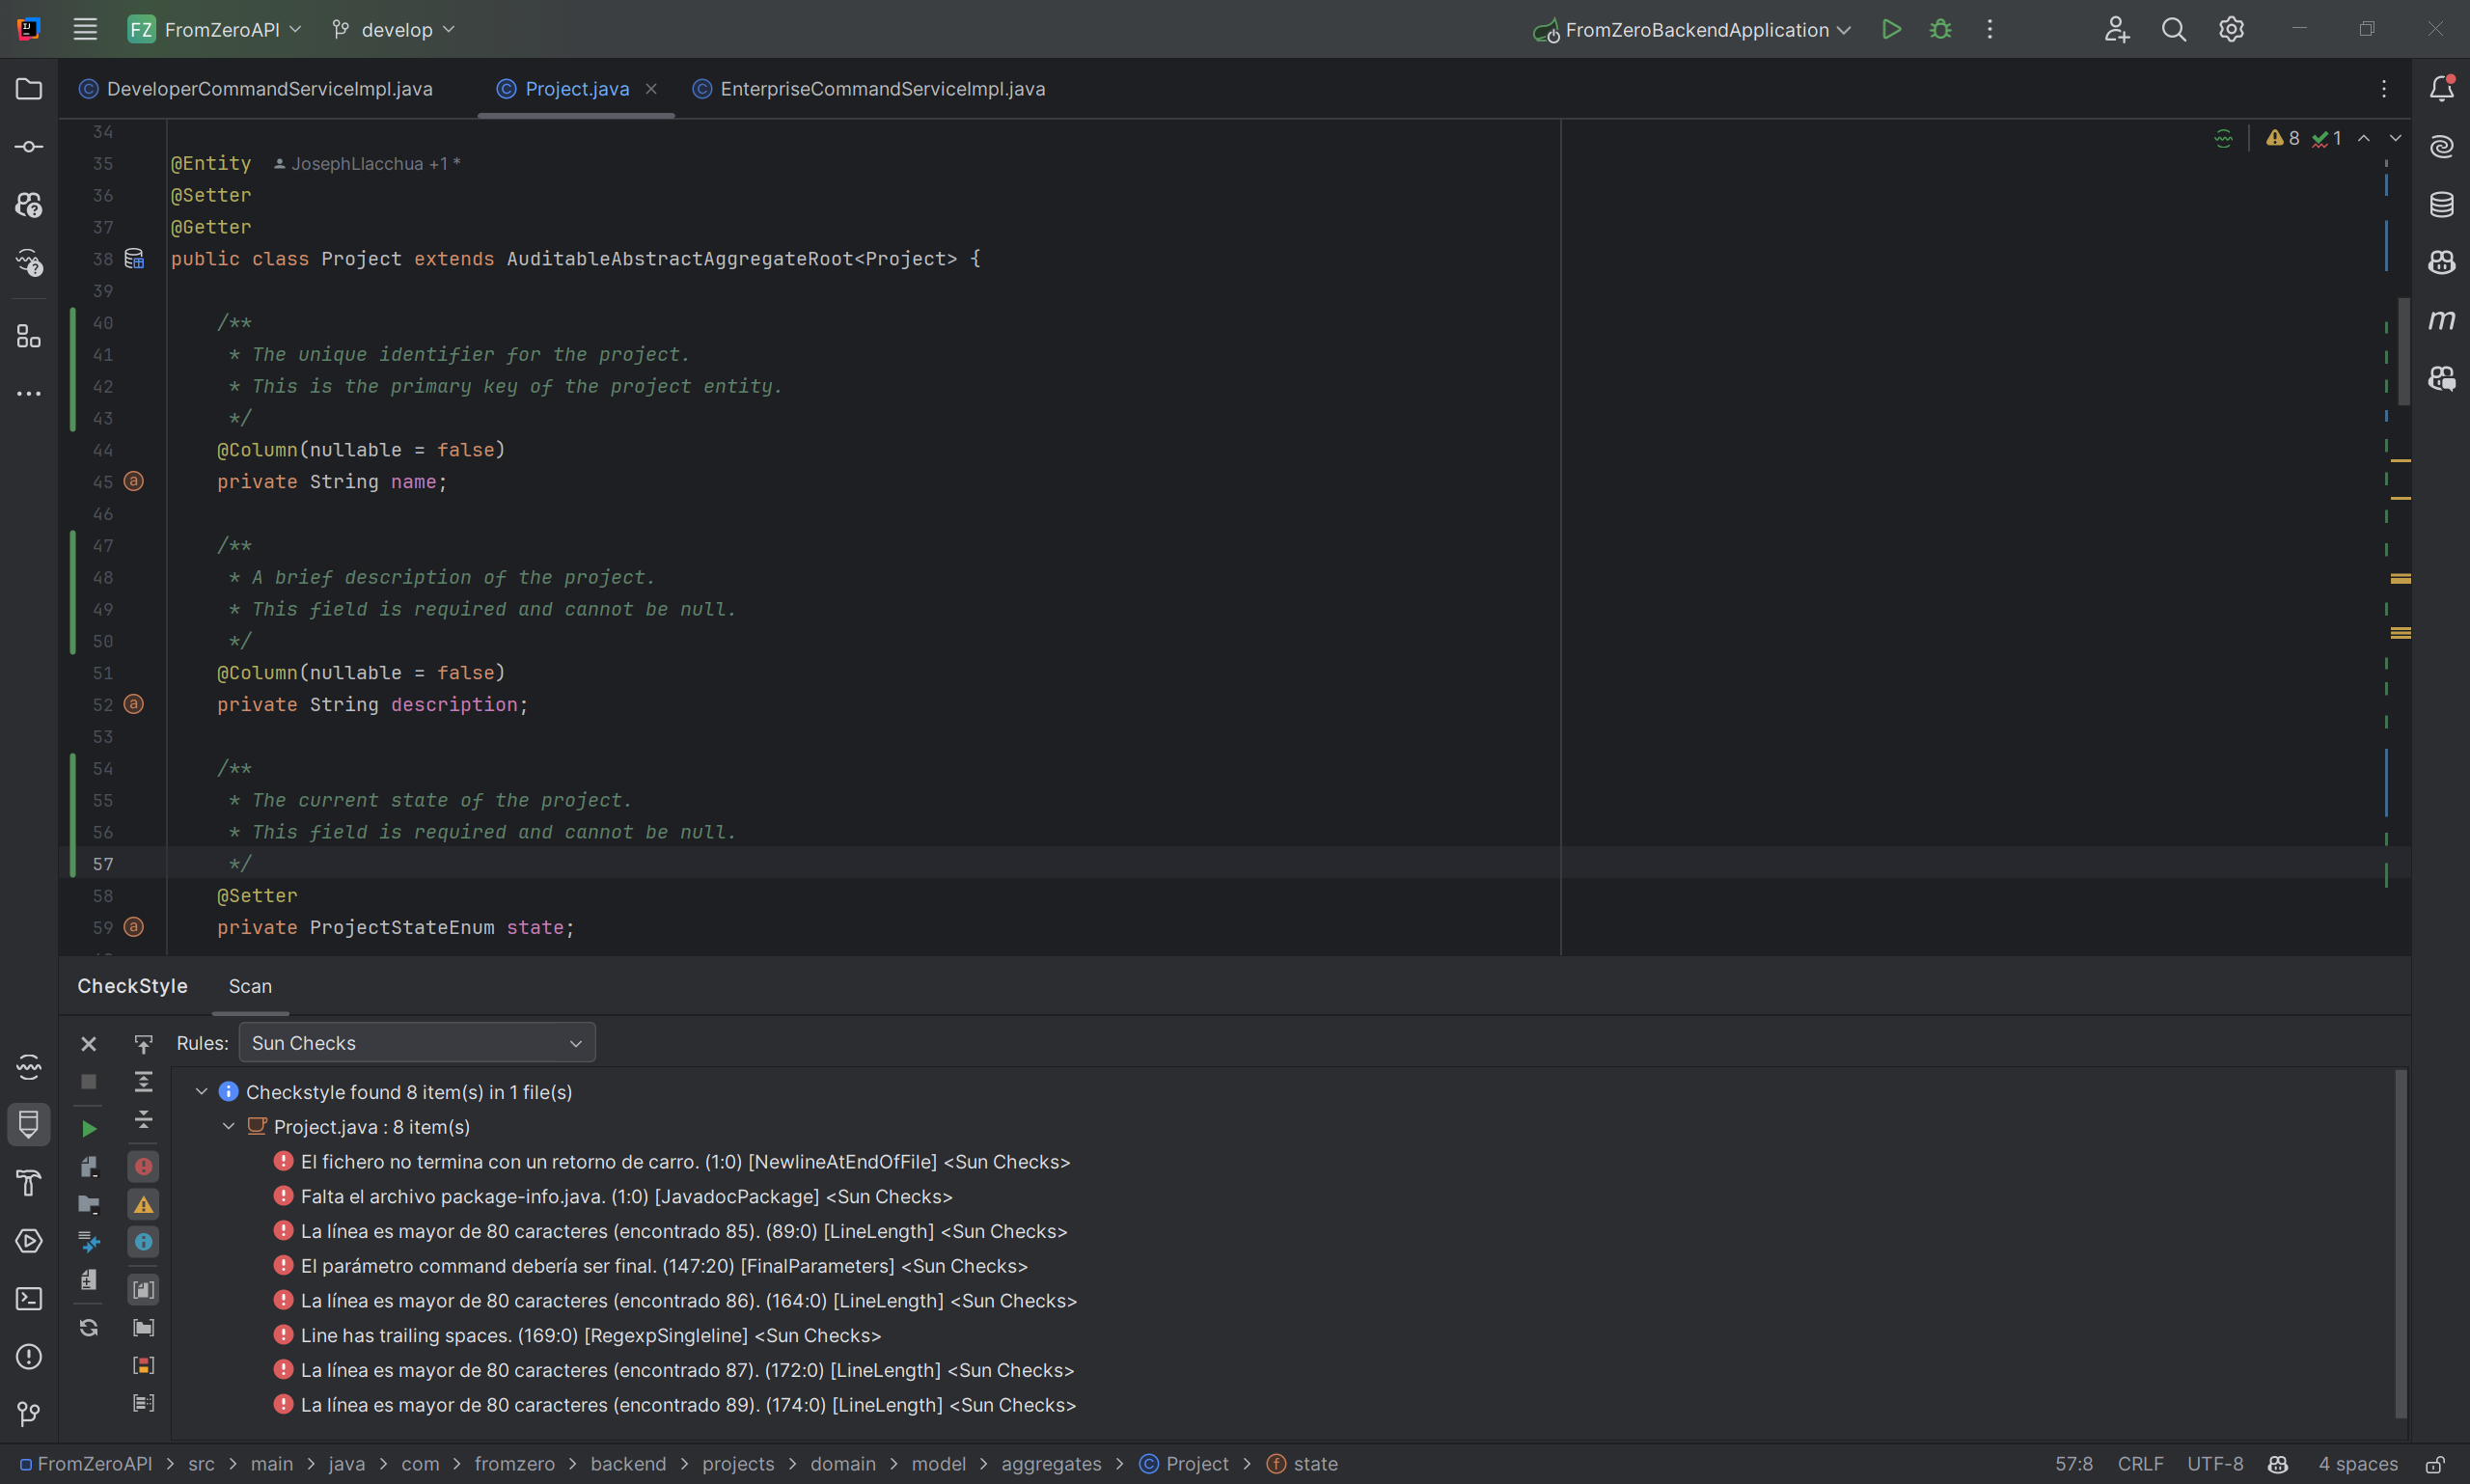 FZ FromZeroAPI develop FromZeroBackendApplication
DeveloperCommandServiceImpl.java Project.java EnterpriseCommandServiceImpl.java
34
35 @Entity JosephLlacchua +1 * 8 1
36 @Setter
37 @Getter
38 public class Project extends AuditableAbstractAggregateRoot<Project> {
39
40 /**
41 * The unique identifier for the project.
42 * This is the primary key of the project entity.
43 */
44 @Column(nullable = false)
45 private String name;
46
47 /**
48 * A brief description of the project.
49 * This field is required and cannot be null.
50 */
51 @Column(nullable = false)
52 private String description;
53
54 /**
55 * The current state of the project.
56 * This field is required and cannot be null.
57 */
58 @Setter
59 private ProjectStateEnum state;
CheckStyle Scan
Rules: Sun Checks
Checkstyle found 8 item(s) in 1 file(s)
Project.java : 8 item(s)
El fichero no termina con un retorno de carro. (1:0) [NewlineAtEndOfFile] <Sun Checks>
Falta el archivo package-info.java. (1:0) [JavadocPackage] <Sun Checks>
La línea es mayor de 80 caracteres (encontrado 85). (89:0) [LineLength] <Sun Checks>
El parámetro command debería ser final. (147:20) [FinalParameters] <Sun Checks>
La línea es mayor de 80 caracteres (encontrado 86). (164:0) [LineLength] <Sun Checks>
Line has trailing spaces. (169:0) [RegexpSingleline] <Sun Checks>
La línea es mayor de 80 caracteres (encontrado 87). (172:0) [LineLength] <Sun Checks>
La línea es mayor de 80 caracteres (encontrado 89). (174:0) [LineLength] <Sun Checks>
FromZeroAPI > src > main > java > com > fromzero > backend > projects > domain > model > aggregates > Project > state 57:8 CRLF UTF-8 4 spaces